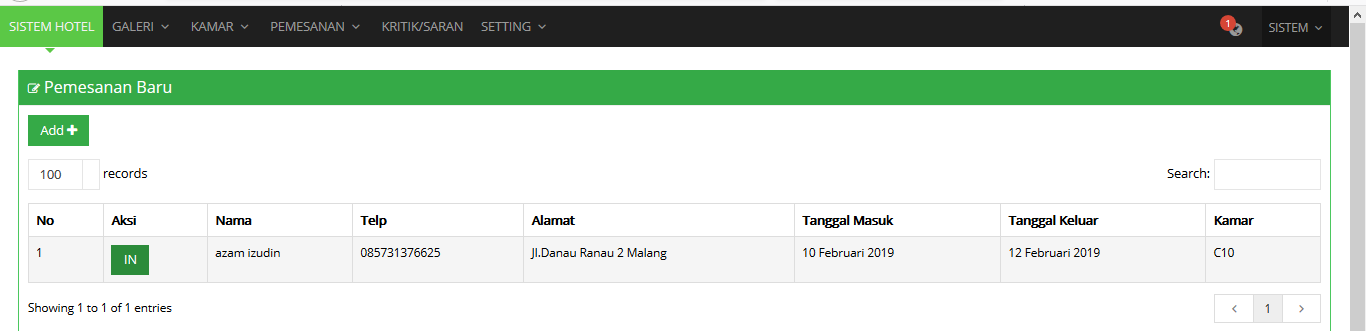 SISTEM HOTEL GALERI KAMAR PEMESANAN KRITIK/SARAN SETTING 1 SISTEM
Pemesanan Baru
Add
100 records Search:
No Aksi Nama Telp Alamat Tanggal Masuk Tanggal Keluar Kamar
1 IN azam izudin 085731376625 Jl.Danau Ranau 2 Malang 10 Februari 2019 12 Februari 2019 C10
Showing 1 to 1 of 1 entries < 1 >